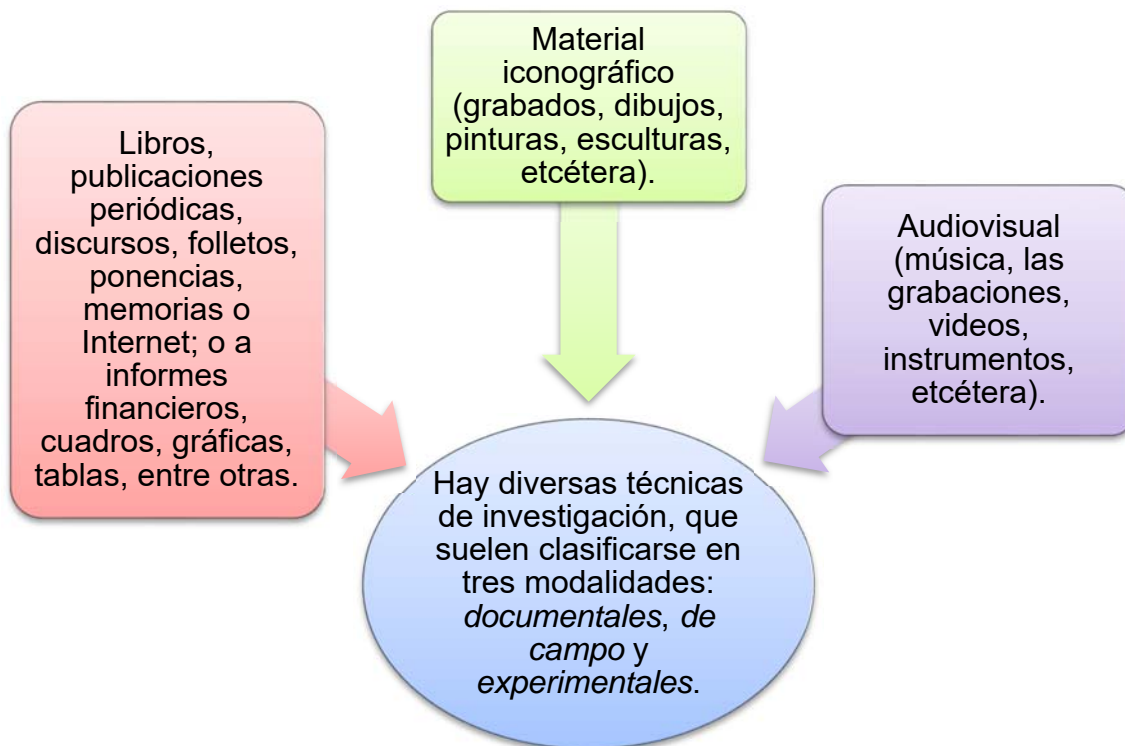 Libros,
publicaciones
periódicas,
discursos, folletos,
ponencias,
memorias o
Internet; o a
informes
financieros,
cuadros, gráficas,
tablas, entre otras.
Material
iconográfico
(grabados, dibujos,
pinturas, esculturas,
etcétera).
Audiovisual
(música, las
grabaciones,
videos,
instrumentos,
etcétera).
Hay diversas técnicas
de investigación, que
suelen clasificarse en
tres modalidades:
documentales, de
campo y
experimentales.